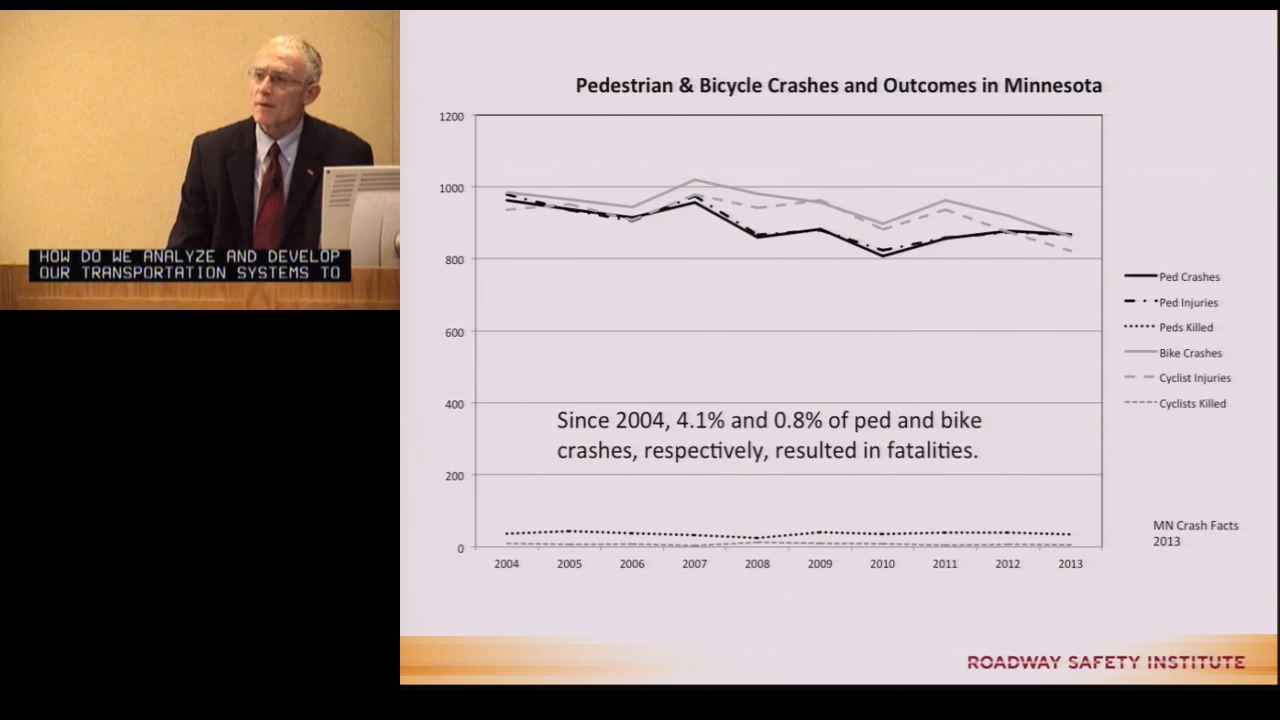 HOW DO WE ANALYZE AND DEVELOP
OUR TRANSPORTATION SYSTEMS TO
Pedestrian & Bicycle Crashes and Outcomes in Minnesota
1200
1000
800
600
400
200
0
2004 2005 2006 2007 2008 2009 2010 2011 2012 2013
Since 2004, 4.1% and 0.8% of ped and bike
crashes, respectively, resulted in fatalities.
Ped Crashes
Ped Injuries
Peds Killed
Bike Crashes
Cyclist Injuries
Cyclists Killed
MN Crash Facts
2013
ROADWAY SAFETY INSTITUTE